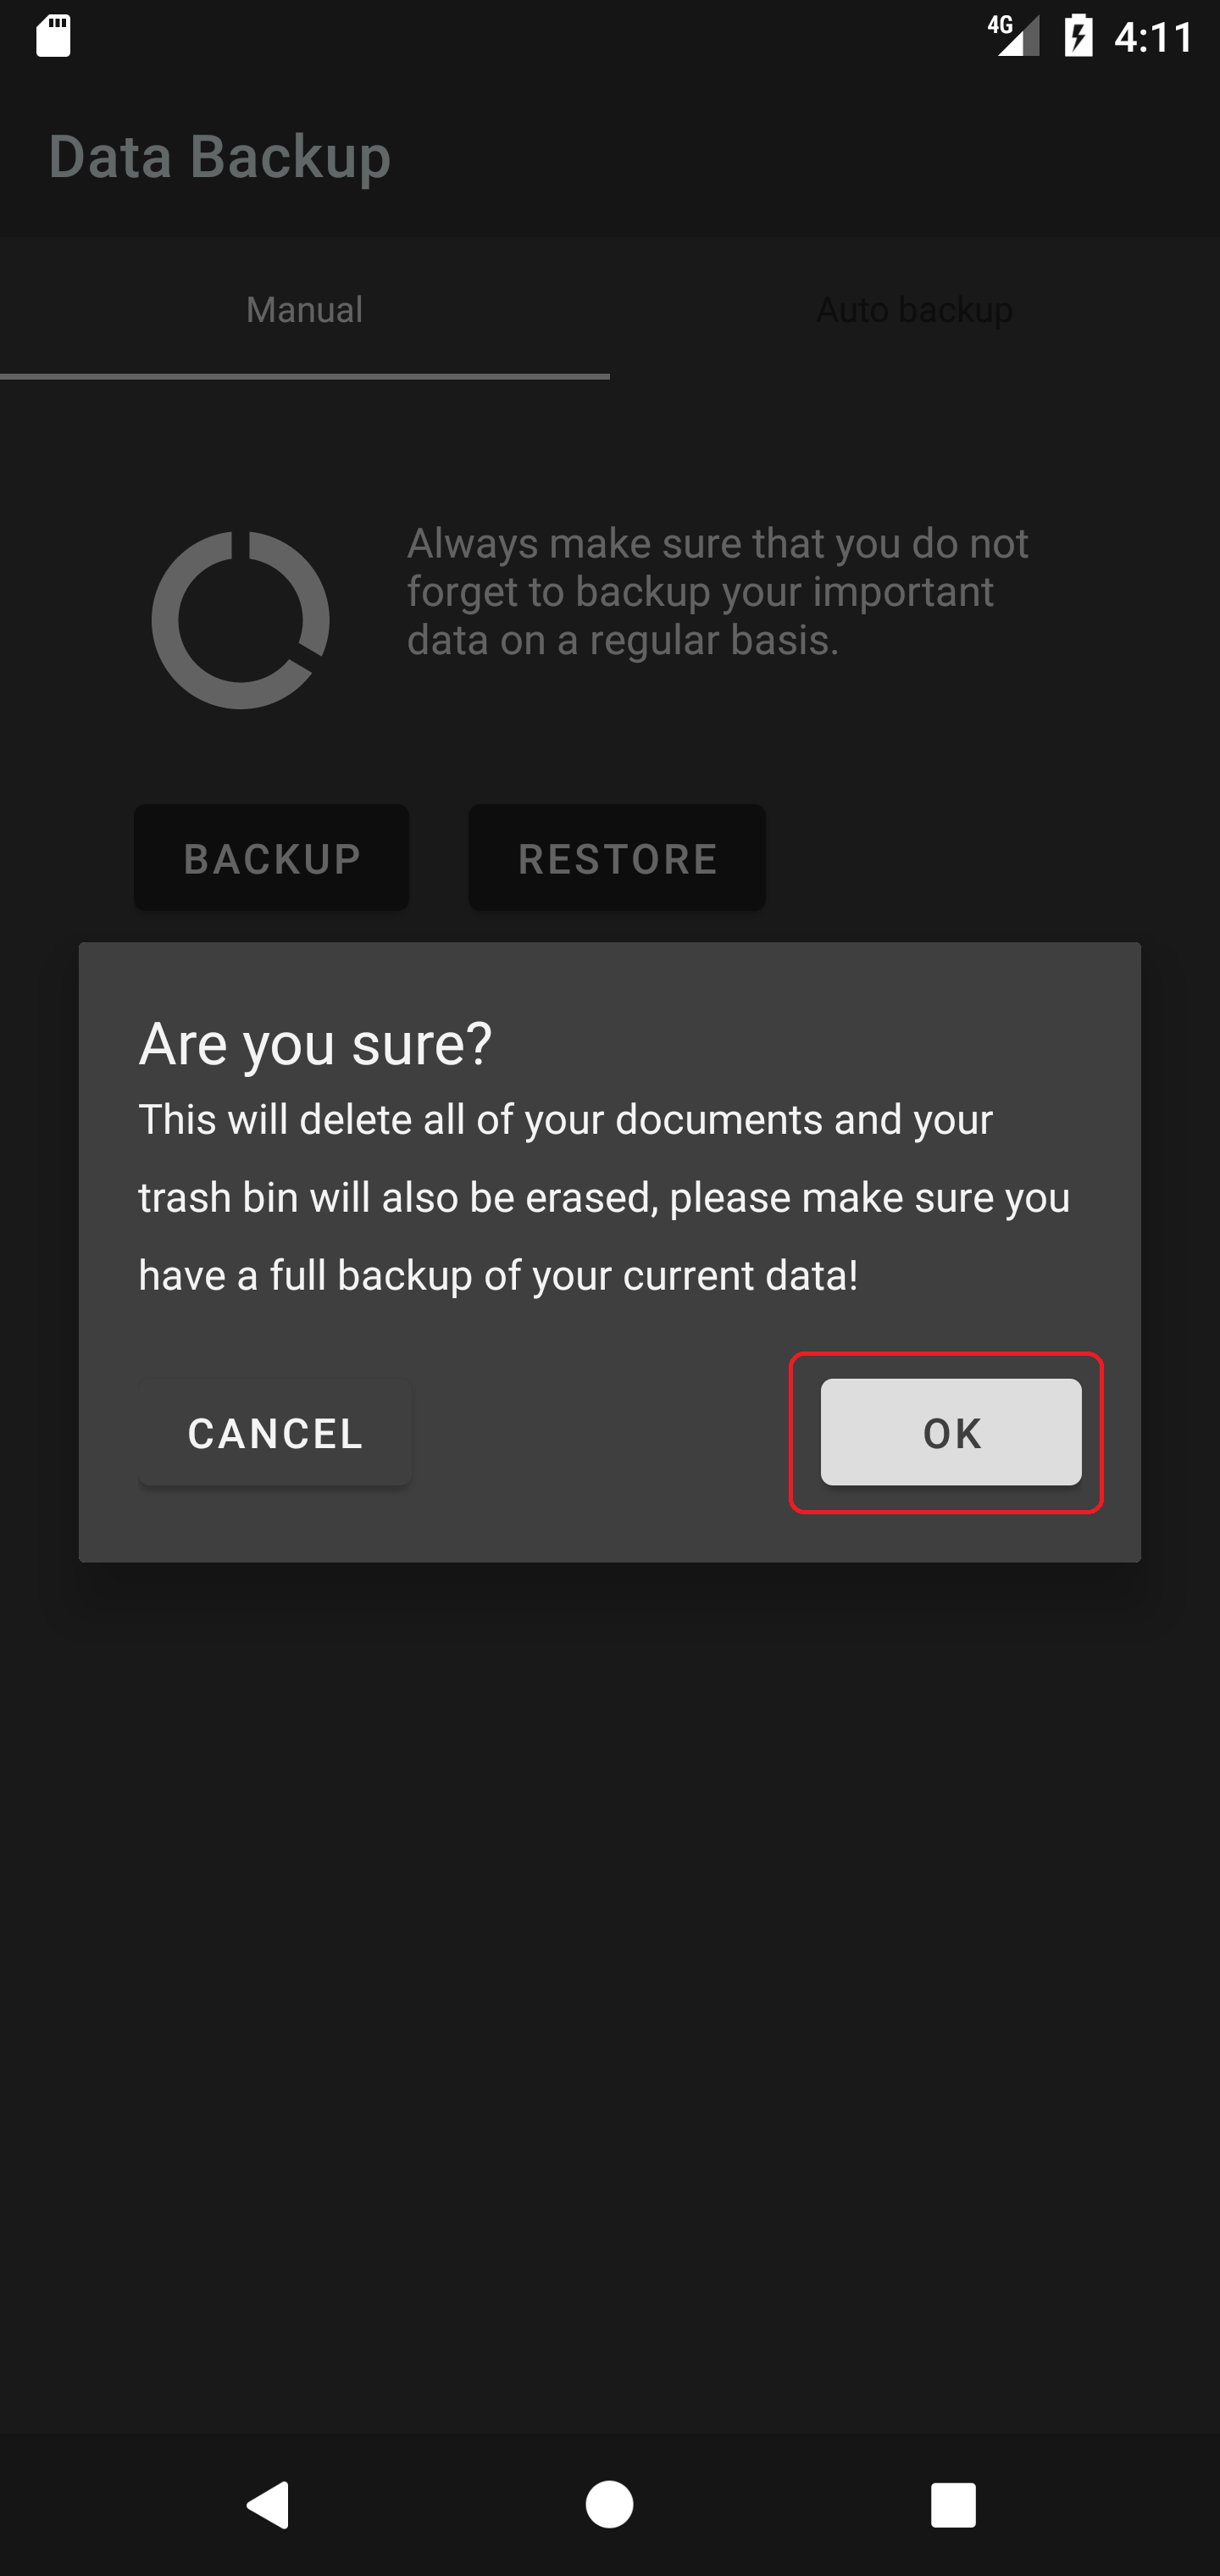 4G 4:11
Data Backup
Manual Auto backup
Always make sure that you do not
forget to backup your important
data on a regular basis.
BACKUP RESTORE
Are you sure?
This will delete all of your documents and your
trash bin will also be erased, please make sure you
have a full backup of your current data!
CANCEL OK